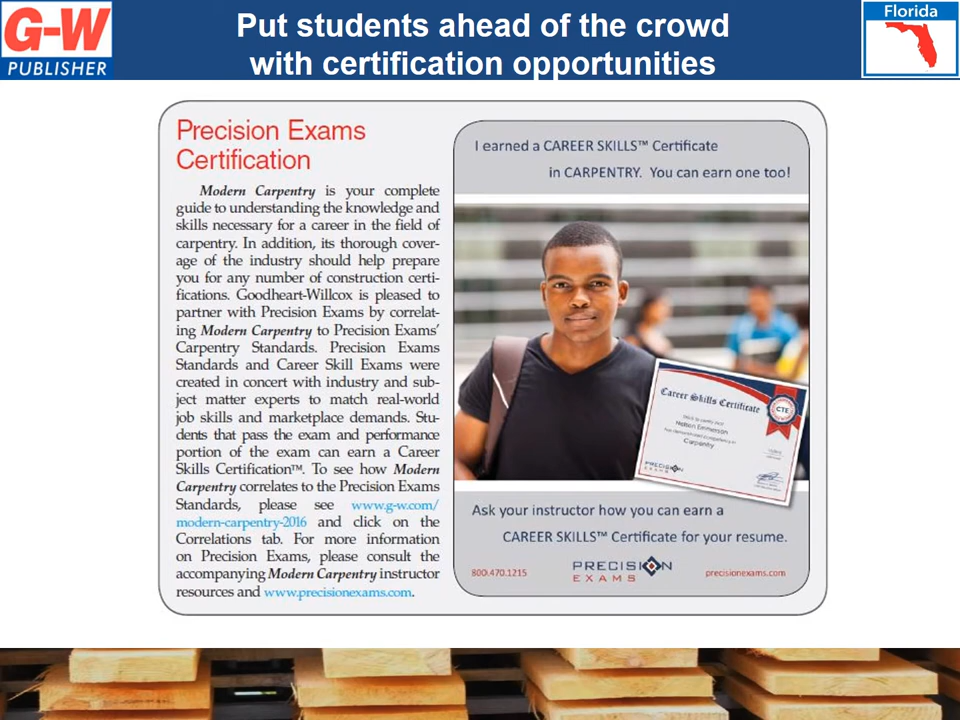 G-W
PUBLISHER
Put students ahead of the crowd
with certification opportunities
Florida
Precision Exams
Certification
Modern Carpentry is your complete
guide to understanding the knowledge and
skills necessary for a career in the field of
carpentry. In addition, its thorough cover-
age of the industry should help prepare
you for any number of construction certi-
fications. Goodheart-Willcox is pleased to
partner with Precision Exams by correlat-
ing Modern Carpentry to Precision Exams'
Carpentry Standards. Precision Exams
Standards and Career Skill Exams were
created in concert with industry and sub-
ject matter experts to match real-world
job skills and marketplace demands. Stu-
dents that pass the exam and performance
portion of the exam can earn a Career
Skills Certification™. To see how Modern
Carpentry correlates to the Precision Exams
Standards, please see www.g-w.com/
modern-carpentry-2016 and click on the
Correlations tab. For more information
on Precision Exams, please consult the
accompanying Modern Carpentry instructor
resources and www.precisionexams.com.
I earned a CAREER SKILLS™ Certificate
in CARPENTRY. You can earn one too!
Career Skills Certificate
CTE
Carpentry
PRECISION
EXAMS
Ask your instructor how you can earn a
CAREER SKILLS™ Certificate for your resume.
800.470.1215
PRECISION
EXAMS
precisionexams.com